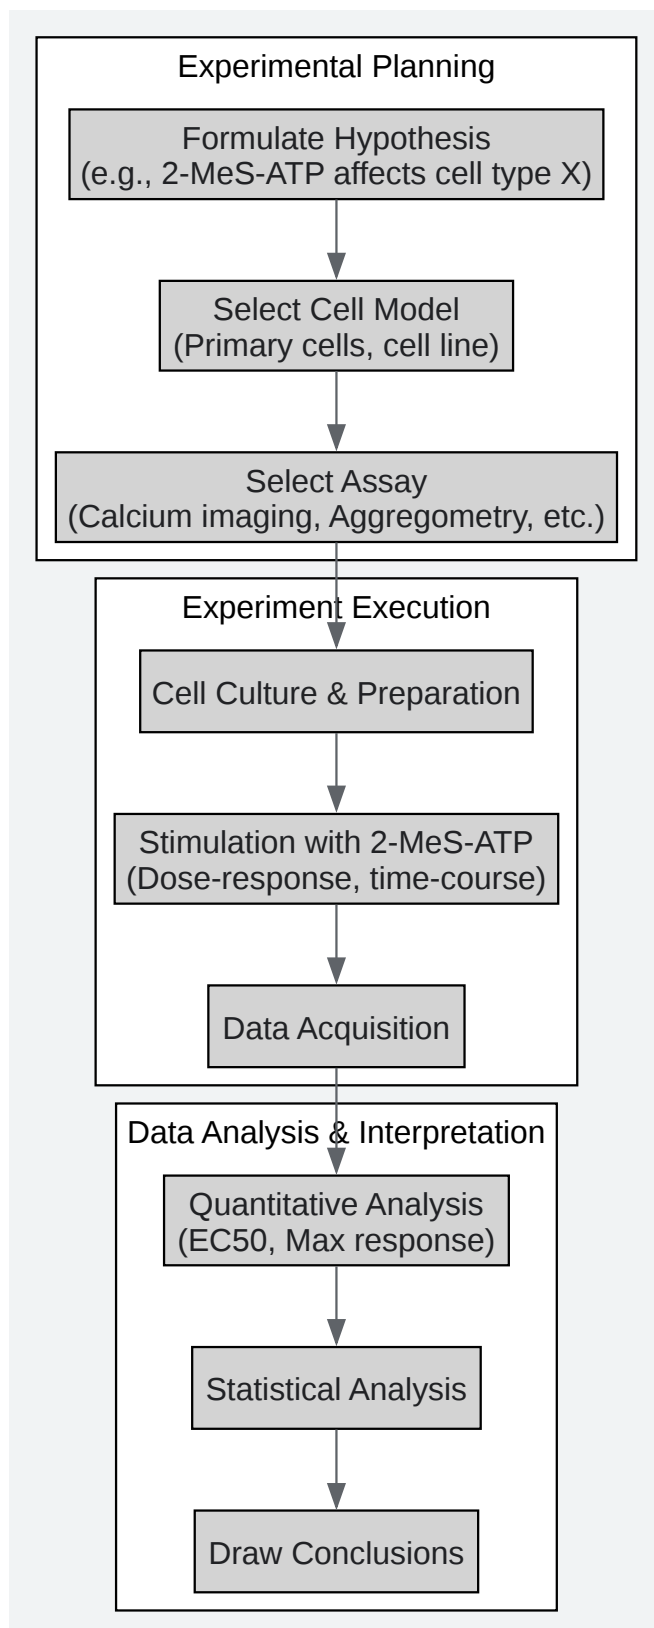 Experimental Planning
Formulate Hypothesis
(e.g., 2-MeS-ATP affects cell type X)
Select Cell Model
(Primary cells, cell line)
Select Assay
(Calcium imaging, Aggregometry, etc.)
Experiment Execution
Cell Culture & Preparation
Stimulation with 2-MeS-ATP
(Dose-response, time-course)
Data Acquisition
Data Analysis & Interpretation
Quantitative Analysis
(EC50, Max response)
Statistical Analysis
Draw Conclusions